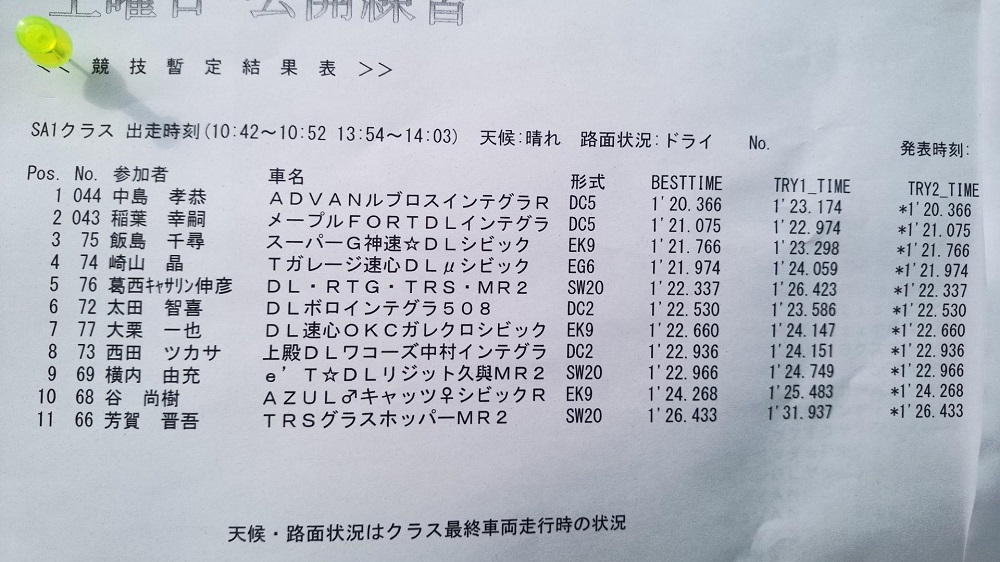 土曜日 公開練習
<< 競 技 暫 定 結 果 表 >>
SA1クラス 出走時刻(10:42～10:52 13:54～14:03) 天候:晴れ 路面状況:ドライ No. 発表時刻:
Pos. No. 参加者 車名 形式 BESTTIME TRY1_TIME TRY2_TIME
1 044 中島 孝恭 ＡＤＶＡＮルブロスインテグラＲ DC5 1'20.366 1'23.174 *1'20.366
2 043 稲葉 幸嗣 メープルＦＯＲＴＤＬインテグラ DC5 1'21.075 1'22.974 *1'21.075
3 75 飯島 千尋 スーパーＧ神速☆ＤＬシビック EK9 1'21.766 1'23.298 *1'21.766
4 74 崎山 晶 Ｔガレージ速心ＤＬμシビック EG6 1'21.974 1'24.059 *1'21.974
5 76 葛西ｷｬｻﾘﾝ伸彦 ＤＬ・ＲＴＧ・ＴＲＳ・ＭＲ２ SW20 1'22.337 1'26.423 *1'22.337
6 72 太田 智喜 ＤＬボロインテグラ５０８ DC2 1'22.530 1'23.586 *1'22.530
7 77 大栗 一也 ＤＬ速心ＯＫＣガレクロシビック EK9 1'22.660 1'24.147 *1'22.660
8 73 西田 ツカサ 上殿ＤＬワコーズ中村インテグラ DC2 1'22.936 1'24.151 *1'22.936
9 69 横内 由充 ｅ’Ｔ☆ＤＬリジット久與ＭＲ２ SW20 1'22.966 1'24.749 *1'22.966
10 68 谷 尚樹 ＡＺＵＬ♂キャッツ♀シビックＲ EK9 1'24.268 1'25.483 *1'24.268
11 66 芳賀 晋吾 ＴＲＳグラスホッパーＭＲ２ SW20 1'26.433 1'31.937 *1'26.433
天候・路面状況はクラス最終車両走行時の状況